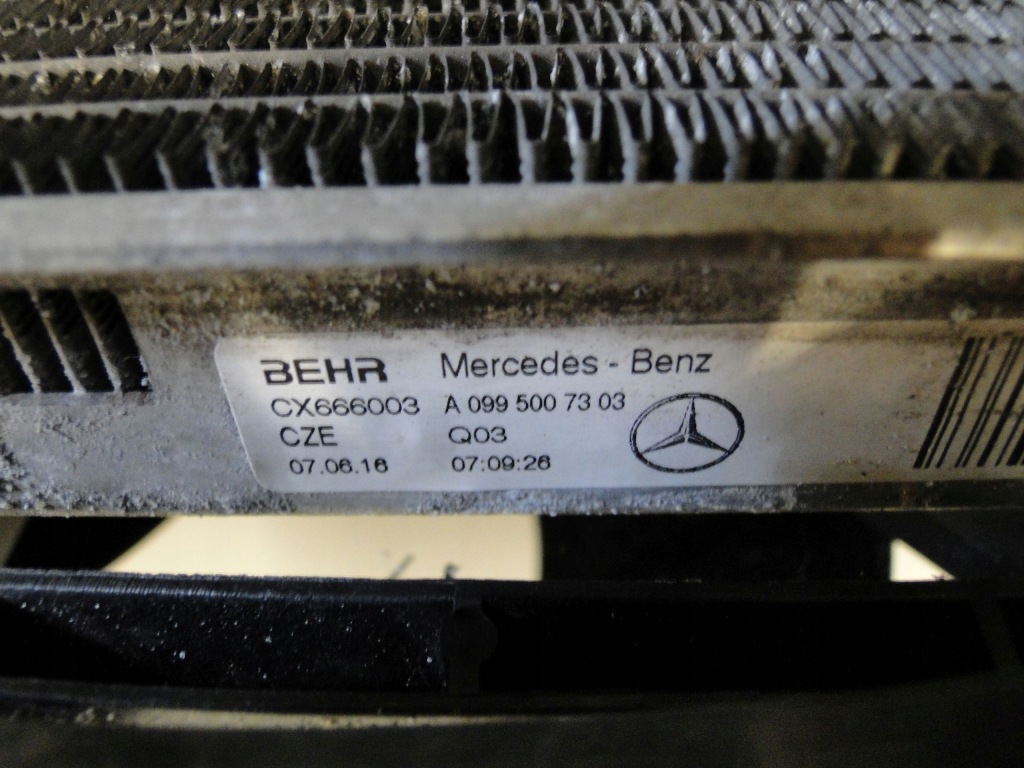 BEHR Mercedes - Benz
CX666003 A 099 500 73 03
CZE Q03
07.06.16 07:09:26